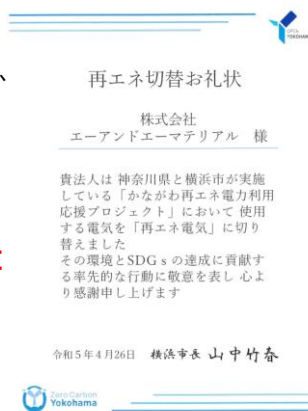 OPEN
YOKOHAMA
再エネ切替お礼状
株式会社
エーアンドエーマテリアル 様
貴法人は 神奈川県と横浜市が実施
している「かながわ再エネ電力利用
応援プロジェクト」において 使用
する電気を「再エネ電気」に切り
替えました
その環境とSDGsの達成に貢献す
る率先的な行動に敬意を表し 心よ
り感謝申し上げます
令和5年4月26日 横浜市長 山中竹春
Zero Carbon
Yokohama